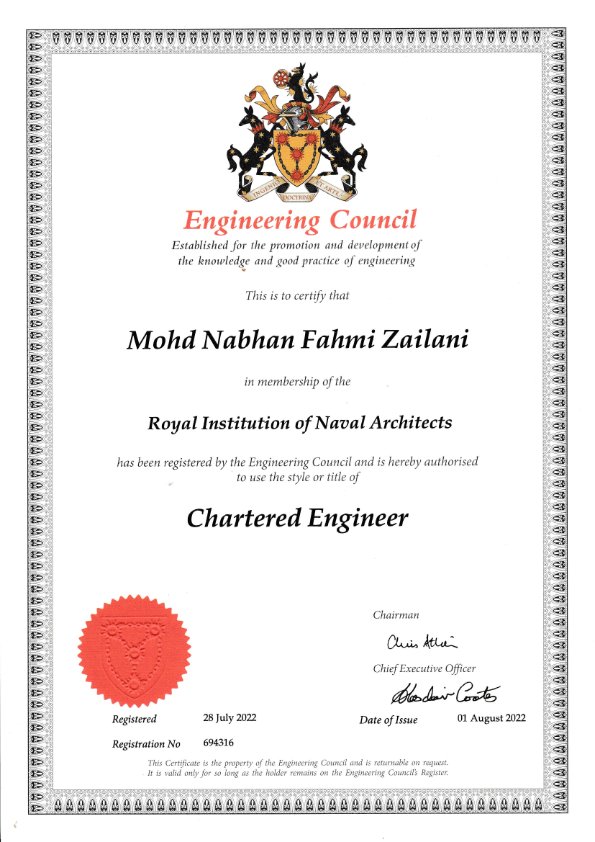 INGENIO
DOCTRINA
ET ARTE
Engineering Council
Established for the promotion and development of
the knowledge and good practice of engineering
This is to certify that
Mohd Nabhan Fahmi Zailani
in membership of the
Royal Institution of Naval Architects
has been registered by the Engineering Council and is hereby authorised
to use the style or title of
Chartered Engineer
Chairman
Chief Executive Officer
Alasdair Coates
Registered 28 July 2022
Date of Issue 01 August 2022
Registration No 694316
This Certificate is the property of the Engineering Council and is returnable on request.
It is valid only for so long as the holder remains on the Engineering Council's Register.